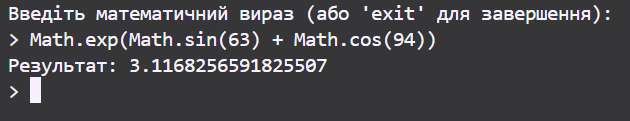 Введіть математичний вираз (або 'exit' для завершення):
> Math.exp(Math.sin(63) + Math.cos(94))
Результат: 3.1168256591825507
>